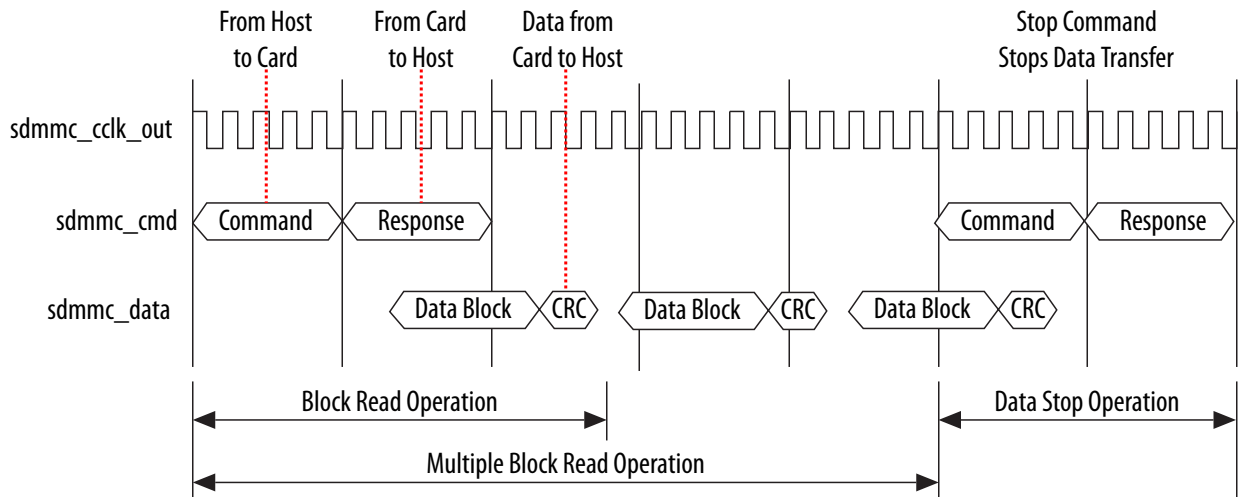 From Host
to Card
From Card
to Host
Data from
Card to Host
Stop Command
Stops Data Transfer
sdmmc_cclk_out
sdmmc_cmd
Command
Response
Command
Response
sdmmc_data
Data Block
CRC
Data Block
CRC
Data Block
CRC
Block Read Operation
Data Stop Operation
Multiple Block Read Operation